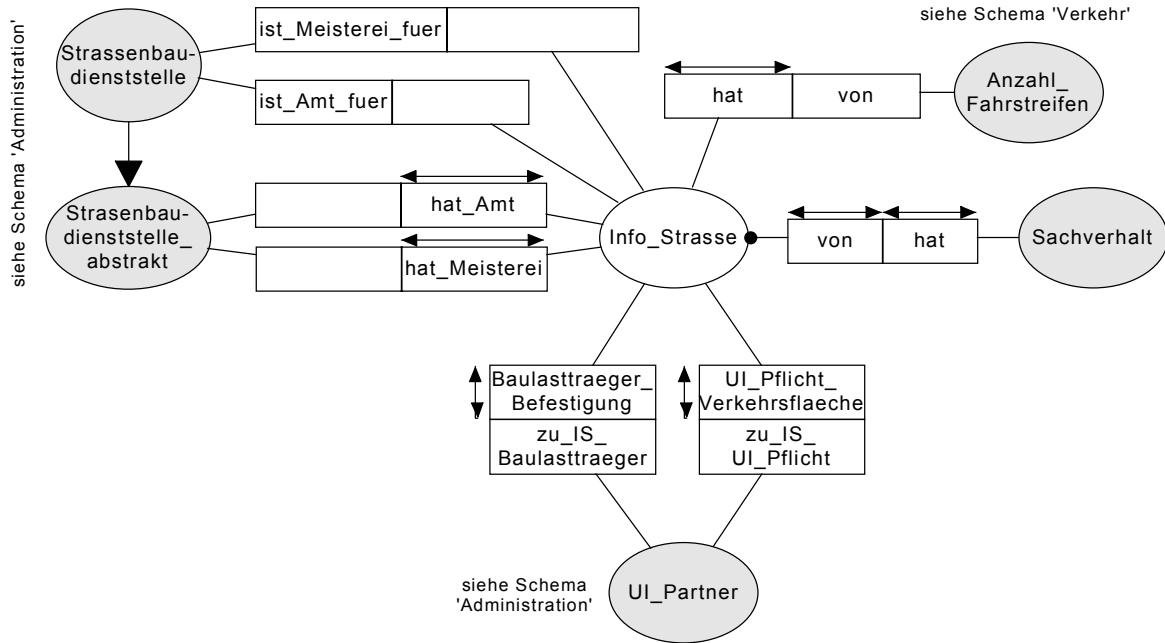 siehe Schema 'Administration'
Strassenbau-
dienststelle
ist_Meisterei_fuer
ist_Amt_fuer
siehe Schema 'Verkehr'
hat
von
Anzahl_
Fahrstreifen
Strasenbau-
dienststelle_
abstrakt
hat_Amt
hat_Meisterei
Info_Strasse
von
hat
Sachverhalt
Baulasttraeger_
Befestigung
zu_IS_
Baulasttraeger
UI_Pflicht_
Verkehrsflaeche
zu_IS_
UI_Pflicht
siehe Schema
'Administration'
UI_Partner